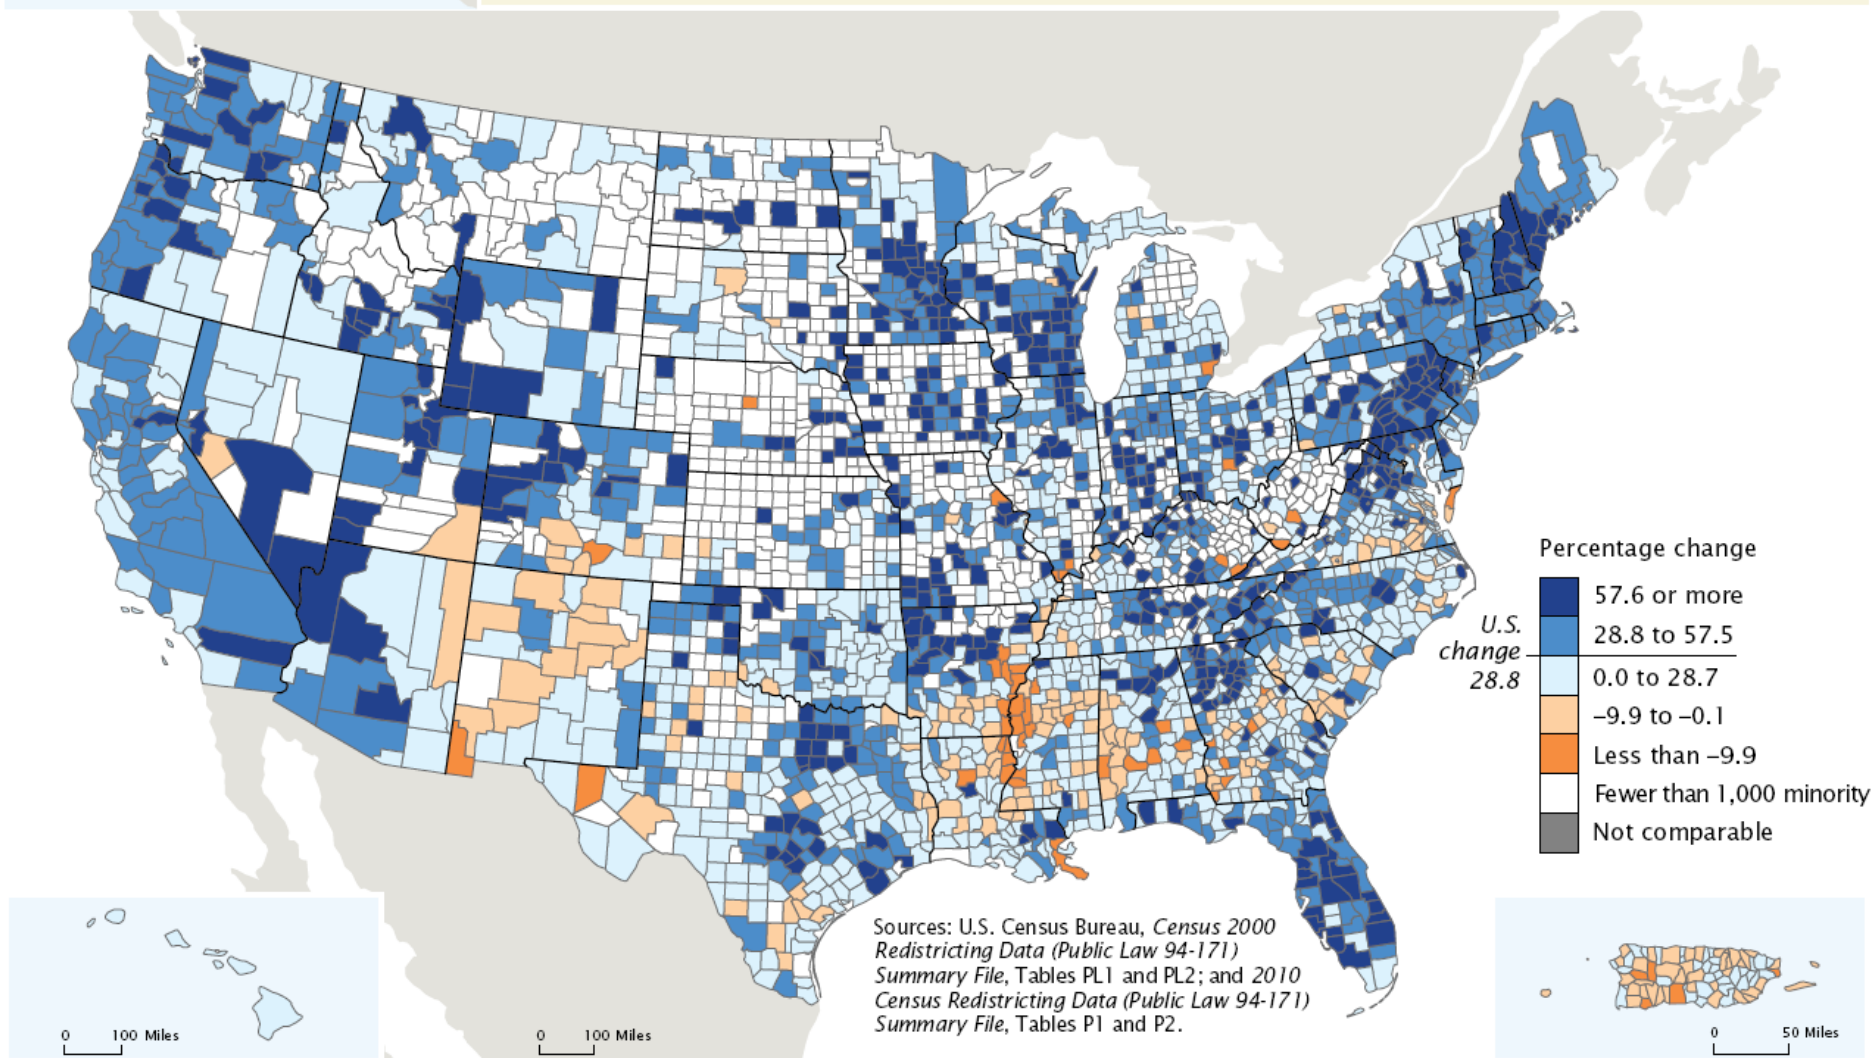 Percentage change
57.6 or more
28.8 to 57.5
U.S.
change
28.8
0.0 to 28.7
–9.9 to –0.1
Less than –9.9
Fewer than 1,000 minority
Not comparable
Sources: U.S. Census Bureau, Census 2000
Redistricting Data (Public Law 94-171)
Summary File, Tables PL1 and PL2; and 2010
Census Redistricting Data (Public Law 94-171)
Summary File, Tables P1 and P2.
0 100 Miles
0 100 Miles
0 50 Miles